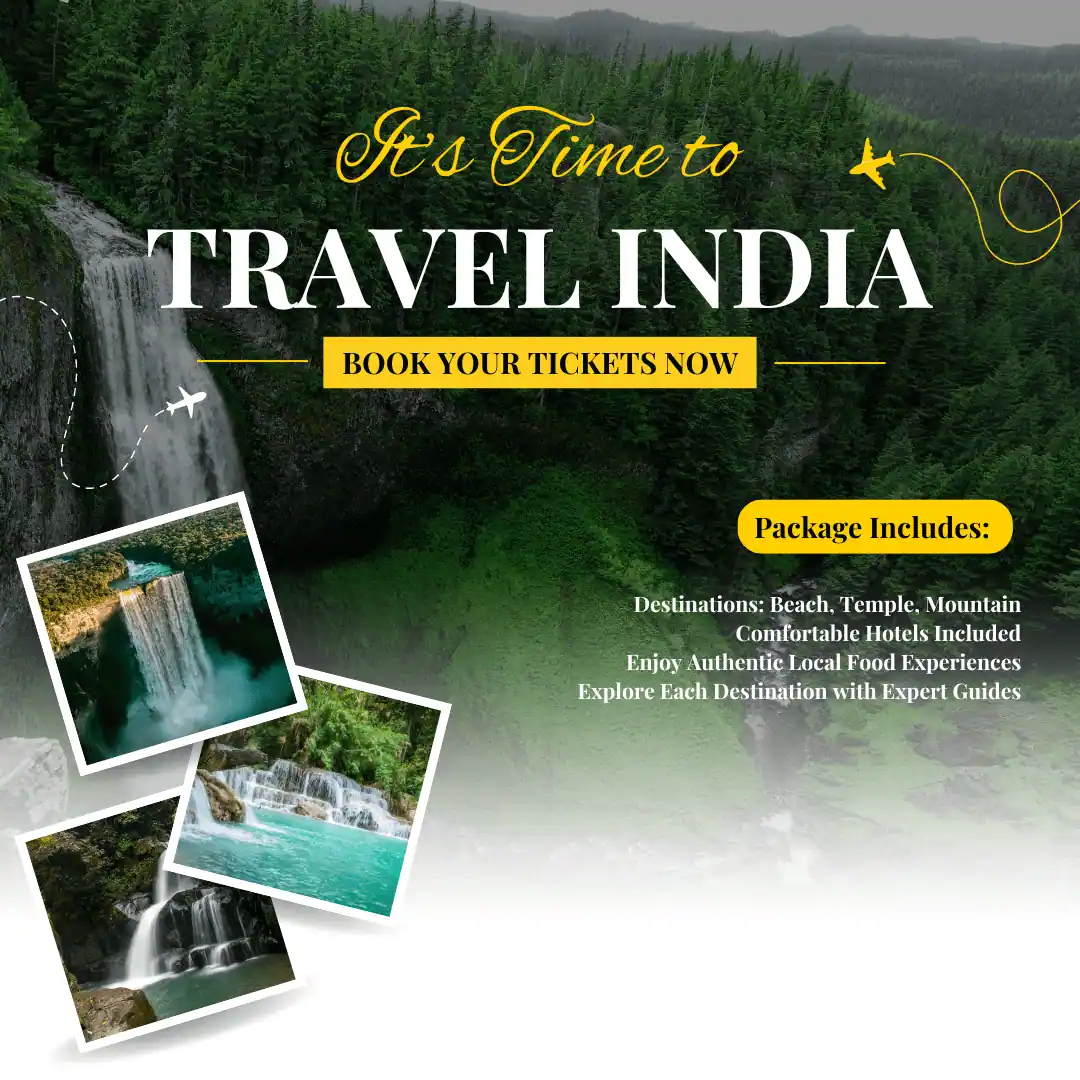 It's Time to
TRAVEL INDIA
BOOK YOUR TICKETS NOW
Package Includes:
Destinations: Beach, Temple, Mountain
Comfortable Hotels Included
Enjoy Authentic Local Food Experiences
Explore Each Destination with Expert Guides